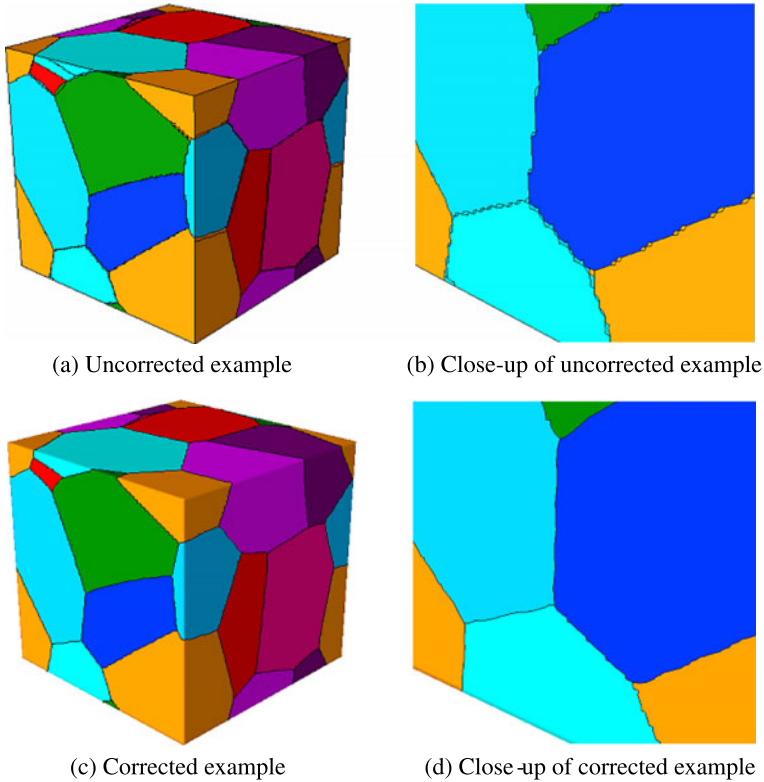 (a) Uncorrected example
(b) Close-up of uncorrected example
(c) Corrected example
(d) Close-up of corrected example